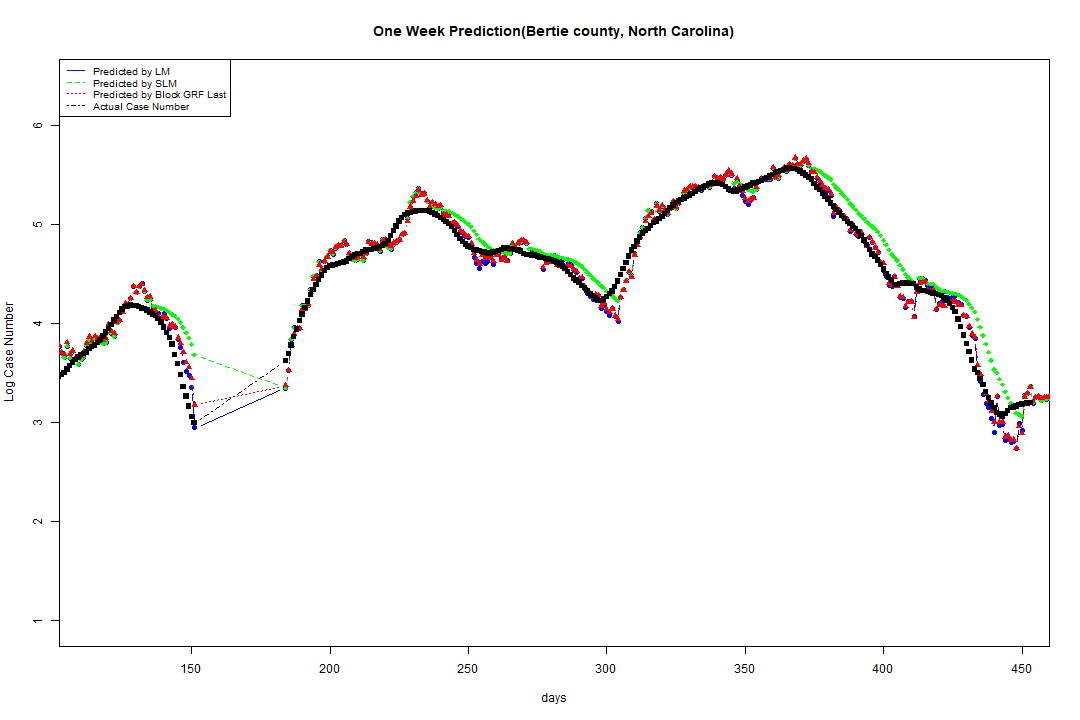 One Week Prediction(Bertie county, North Carolina)
Predicted by LM
Predicted by SLM
Predicted by Block GRF Last
Actual Case Number
6
5
4
3
2
1
Log Case Number
150 200 250 300 350 400 450
days